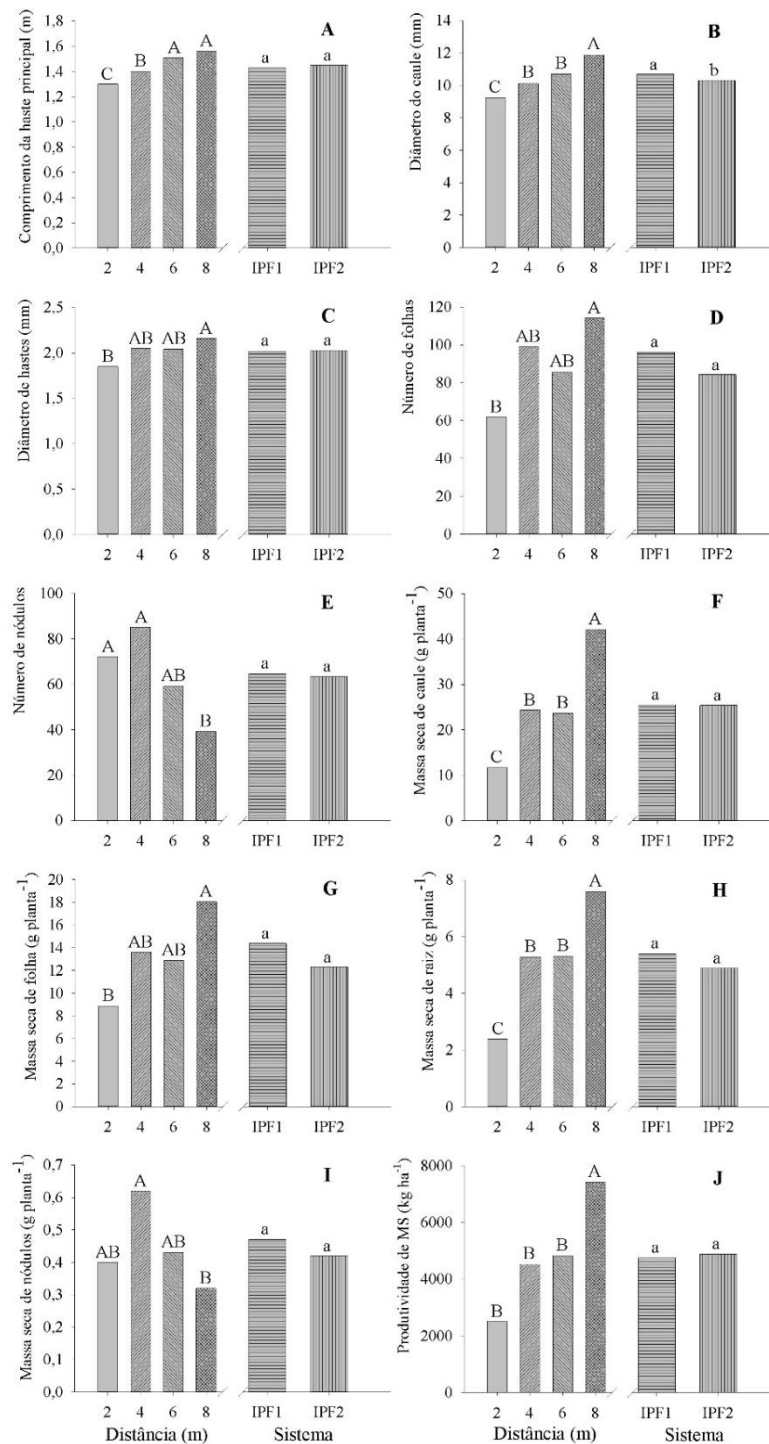 Comprimento da haste principal (m)
1,8
1,6
1,4
1,2
1,0
0,8
0,6
0,4
0,2
0,0
A
C
B
A
A
a
a
2
4
6
8
IPF1
IPF2
Diâmetro do caule (mm)
14
12
10
8
6
4
2
0
B
C
B
B
A
a
b
2
4
6
8
IPF1
IPF2
Diâmetro de hastes (mm)
2,5
2,0
1,5
1,0
0,5
0,0
C
B
AB
AB
A
a
a
2
4
6
8
IPF1
IPF2
Número de folhas
120
100
80
60
40
20
0
D
B
AB
AB
A
a
a
2
4
6
8
IPF1
IPF2
Número de nódulos
100
80
60
40
20
0
E
A
A
AB
B
a
a
2
4
6
8
IPF1
IPF2
Massa seca de caule (g planta⁻¹)
50
40
30
20
10
0
F
C
B
B
A
a
a
2
4
6
8
IPF1
IPF2
Massa seca de folha (g planta⁻¹)
20
18
16
14
12
10
8
6
4
2
0
G
B
AB
AB
A
a
a
2
4
6
8
IPF1
IPF2
Massa seca de raiz (g planta⁻¹)
8
6
4
2
0
H
C
B
B
A
a
a
2
4
6
8
IPF1
IPF2
Massa seca de nódulos (g planta⁻¹)
0,7
0,6
0,5
0,4
0,3
0,2
0,1
0,0
I
AB
A
AB
B
a
a
2
4
6
8
IPF1
IPF2
Distância (m)
Sistema
Produtividade de MS (kg ha⁻¹)
8000
6000
4000
2000
0
J
B
B
B
A
a
a
2
4
6
8
IPF1
IPF2
Distância (m)
Sistema